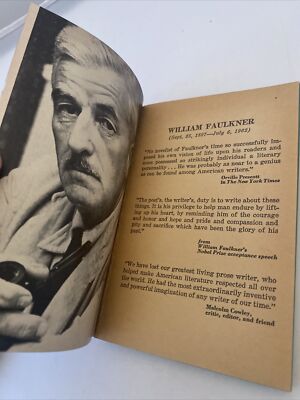 WILLIAM FAULKNER
(Sept. 25, 1897—July 6, 1962)
"No novelist of Faulkner's time so successfully im-
posed his own vision of life upon his readers and
none possessed so strikingly individual a literary
personality.... He was probably as near to a genius
as can be found among American writers."
Orville Prescott
In The New York Times
"The poet's, the writer's, duty is to write about these
things. It is his privilege to help man endure by lift-
ing up his heart, by reminding him of the courage
and honor and hope and pride and compassion and
pity and sacrifice which have been the glory of his
past."
from
William Faulkner's
Nobel Prize acceptance speech
"We have lost our greatest living prose writer, who
helped make American literature respected all over
the world. He had the most extraordinarily inventive
and powerful imagination of any writer of our time."
Malcolm Cowley,
critic, editor, and friend